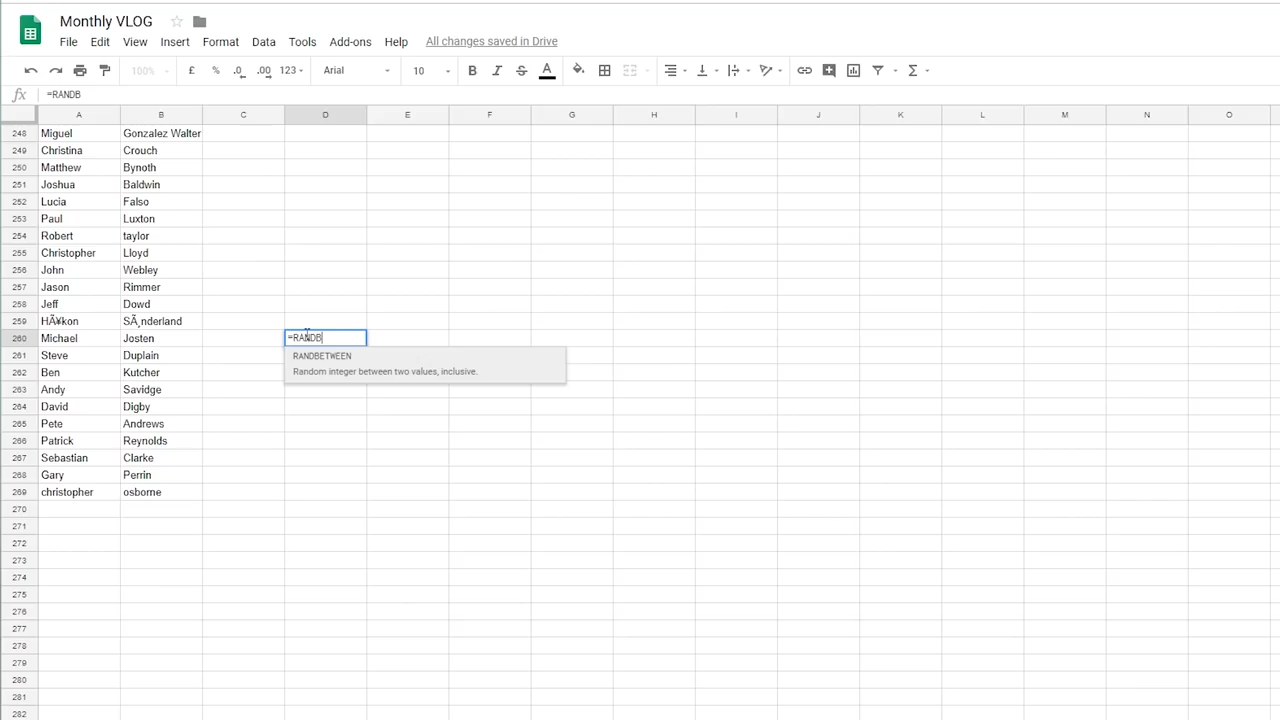 Monthly VLOG
File Edit View Insert Format Data Tools Add-ons Help All changes saved in Drive
100% £ % .0 .00 123 Arial 10 B I S A Σ
fx =RANDB
A B C D E F G H I J K L M N O
248 Miguel Gonzalez Walter
249 Christina Crouch
250 Matthew Bynoth
251 Joshua Baldwin
252 Lucia Falso
253 Paul Luxton
254 Robert taylor
255 Christopher Lloyd
256 John Webley
257 Jason Rimmer
258 Jeff Dowd
259 HÃ¥kon SÃ¸nderland
260 Michael Josten =RANDB
261 Steve Duplain RANDBETWEEN
262 Ben Kutcher Random integer between two values, inclusive.
263 Andy Savidge
264 David Digby
265 Pete Andrews
266 Patrick Reynolds
267 Sebastian Clarke
268 Gary Perrin
269 christopher osborne
270
271
272
273
274
275
276
277
278
279
280
281
282